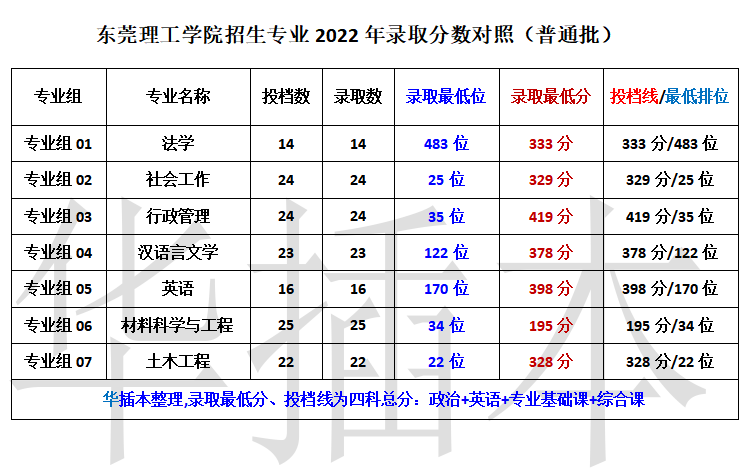 东莞理工学院招生专业 2022 年录取分数对照（普通批）
专业组 专业名称 投档数 录取数 录取最低位 录取最低分 投档线/最低排位
专业组 01 法学 14 14 483 位 333 分 333 分/483 位
专业组 02 社会工作 24 24 25 位 329 分 329 分/25 位
专业组 03 行政管理 24 24 35 位 419 分 419 分/35 位
专业组 04 汉语言文学 23 23 122 位 378 分 378 分/122 位
专业组 05 英语 16 16 170 位 398 分 398 分/170 位
专业组 06 材料科学与工程 25 25 34 位 195 分 195 分/34 位
专业组 07 土木工程 22 22 22 位 328 分 328 分/22 位
华插本整理,录取最低分、投档线为四科总分：政治+英语+专业基础课+综合课
华插本